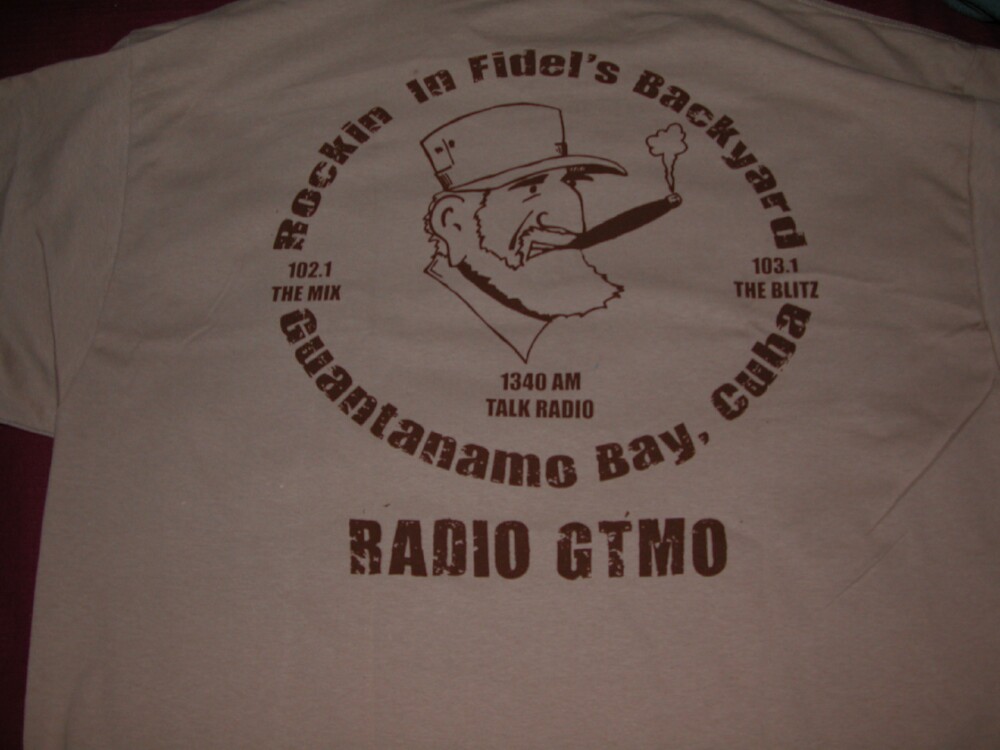 Rockin in Fidel's Backyard
102.1
THE MIX
103.1
THE BLITZ
1340 AM
TALK RADIO
Guantanamo Bay, Cuba
RADIO GTMO